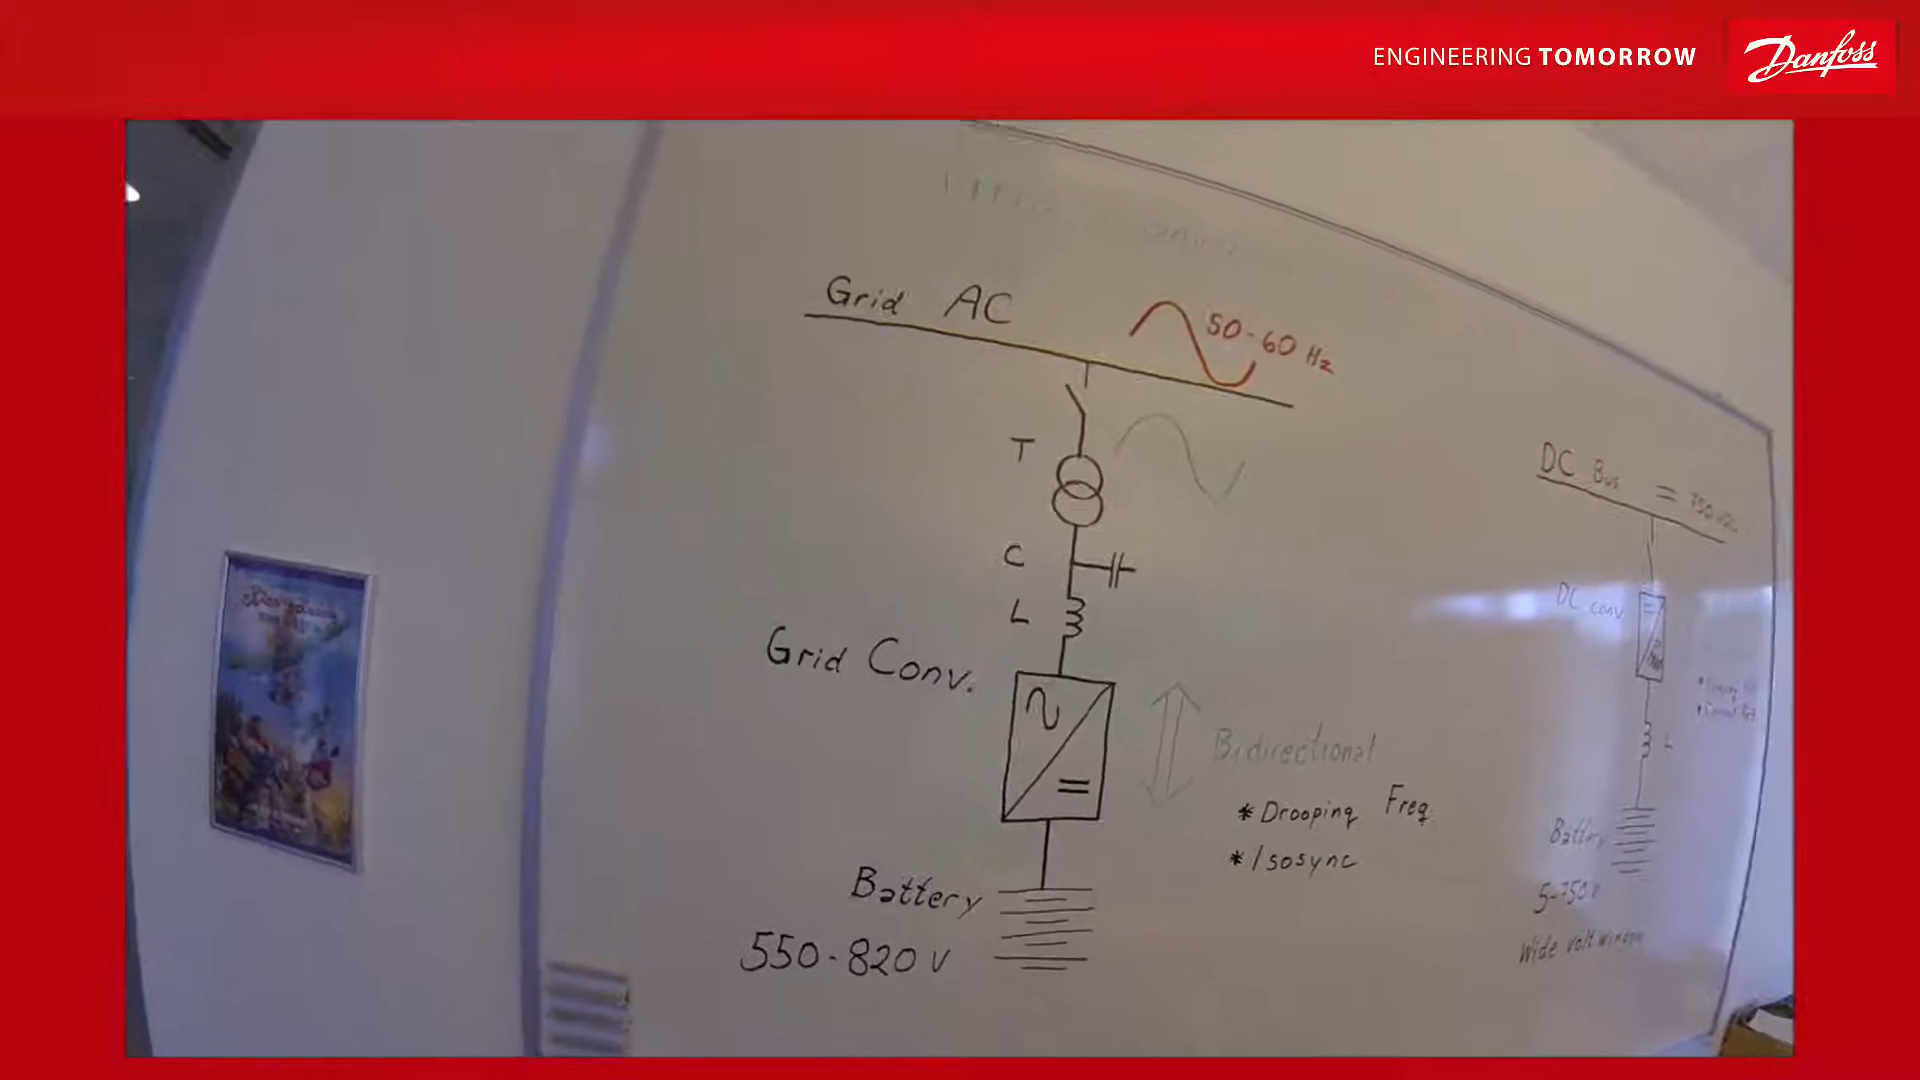 ENGINEERING TOMORROW
Danfoss
Grid AC
50-60 Hz
T
C
L
Grid Conv.
Bidirectional
* Drooping Freq
* Isosync
Battery
550-820 V
DC Bus = 750
DC conv
L
Battery
Wide volt window